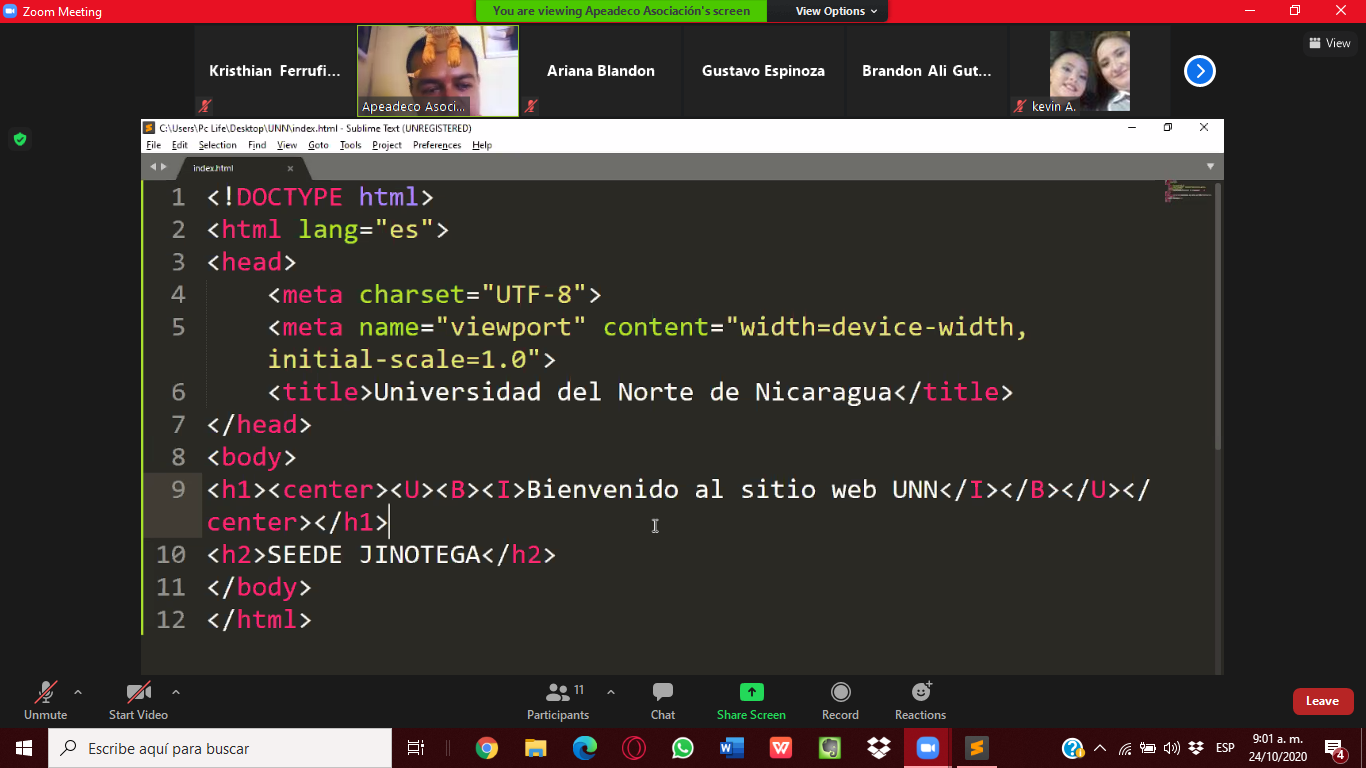 Zoom Meeting
You are viewing Apeadeco Asociación's screen
View Options
View
Kristhian Ferrufi...
Apeadeco Asoci...
Ariana Blandon
Gustavo Espinoza
Brandon Ali Gut...
kevin A.
C:\Users\Pc Life\Desktop\UNN\index.html - Sublime Text (UNREGISTERED)
File Edit Selection Find View Goto Tools Project Preferences Help
index.html
1 <!DOCTYPE html>
2 <html lang="es">
3 <head>
4 <meta charset="UTF-8">
5 <meta name="viewport" content="width=device-width,
initial-scale=1.0">
6 <title>Universidad del Norte de Nicaragua</title>
7 </head>
8 <body>
9 <h1><center><U><B><I>Bienvenido al sitio web UNN</I></B></U></
center></h1>
10 <h2>SEEDE JINOTEGA</h2>
11 </body>
12 </html>
Unmute
Start Video
11
Participants
Chat
Share Screen
Record
Reactions
Leave
Escribe aquí para buscar
ESP
9:01 a. m.
24/10/2020
4